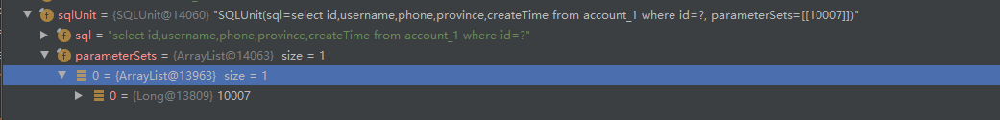 sqlUnit = {SQLUnit@14060} "SQLUnit(sql=select id,username,phone,province,createTime from account_1 where id=?, parameterSets=[[10007]])"
sql = "select id,username,phone,province,createTime from account_1 where id=?"
parameterSets = {ArrayList@14063} size = 1
0 = {ArrayList@13963} size = 1
0 = {Long@13809} 10007